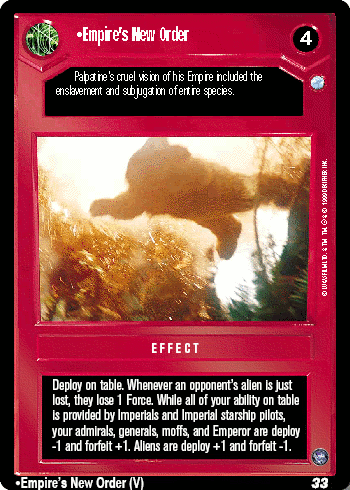 •Empire's New Order
4
Palpatine's cruel vision of his Empire included the
enslavement and subjugation of entire species.
EFFECT
Deploy on table. Whenever an opponent's alien is just
lost, they lose 1 Force. While all of your ability on table
is provided by Imperials and Imperial starship pilots,
your admirals, generals, moffs, and Emperor are deploy
-1 and forfeit +1. Aliens are deploy +1 and forfeit -1.
•Empire's New Order (V)
33